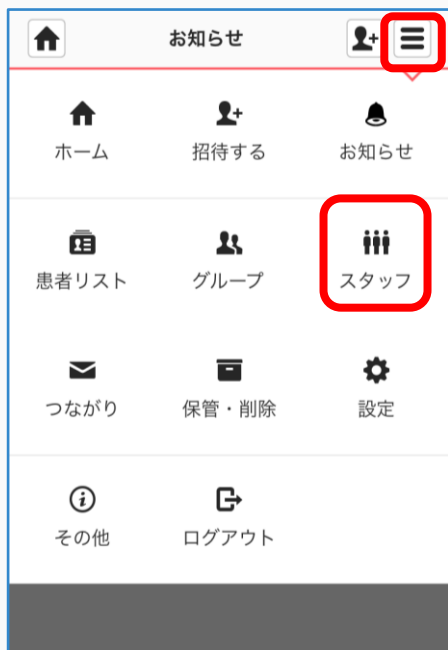 お知らせ
ホーム 招待する お知らせ
患者リスト グループ スタッフ
つながり 保管・削除 設定
その他 ログアウト